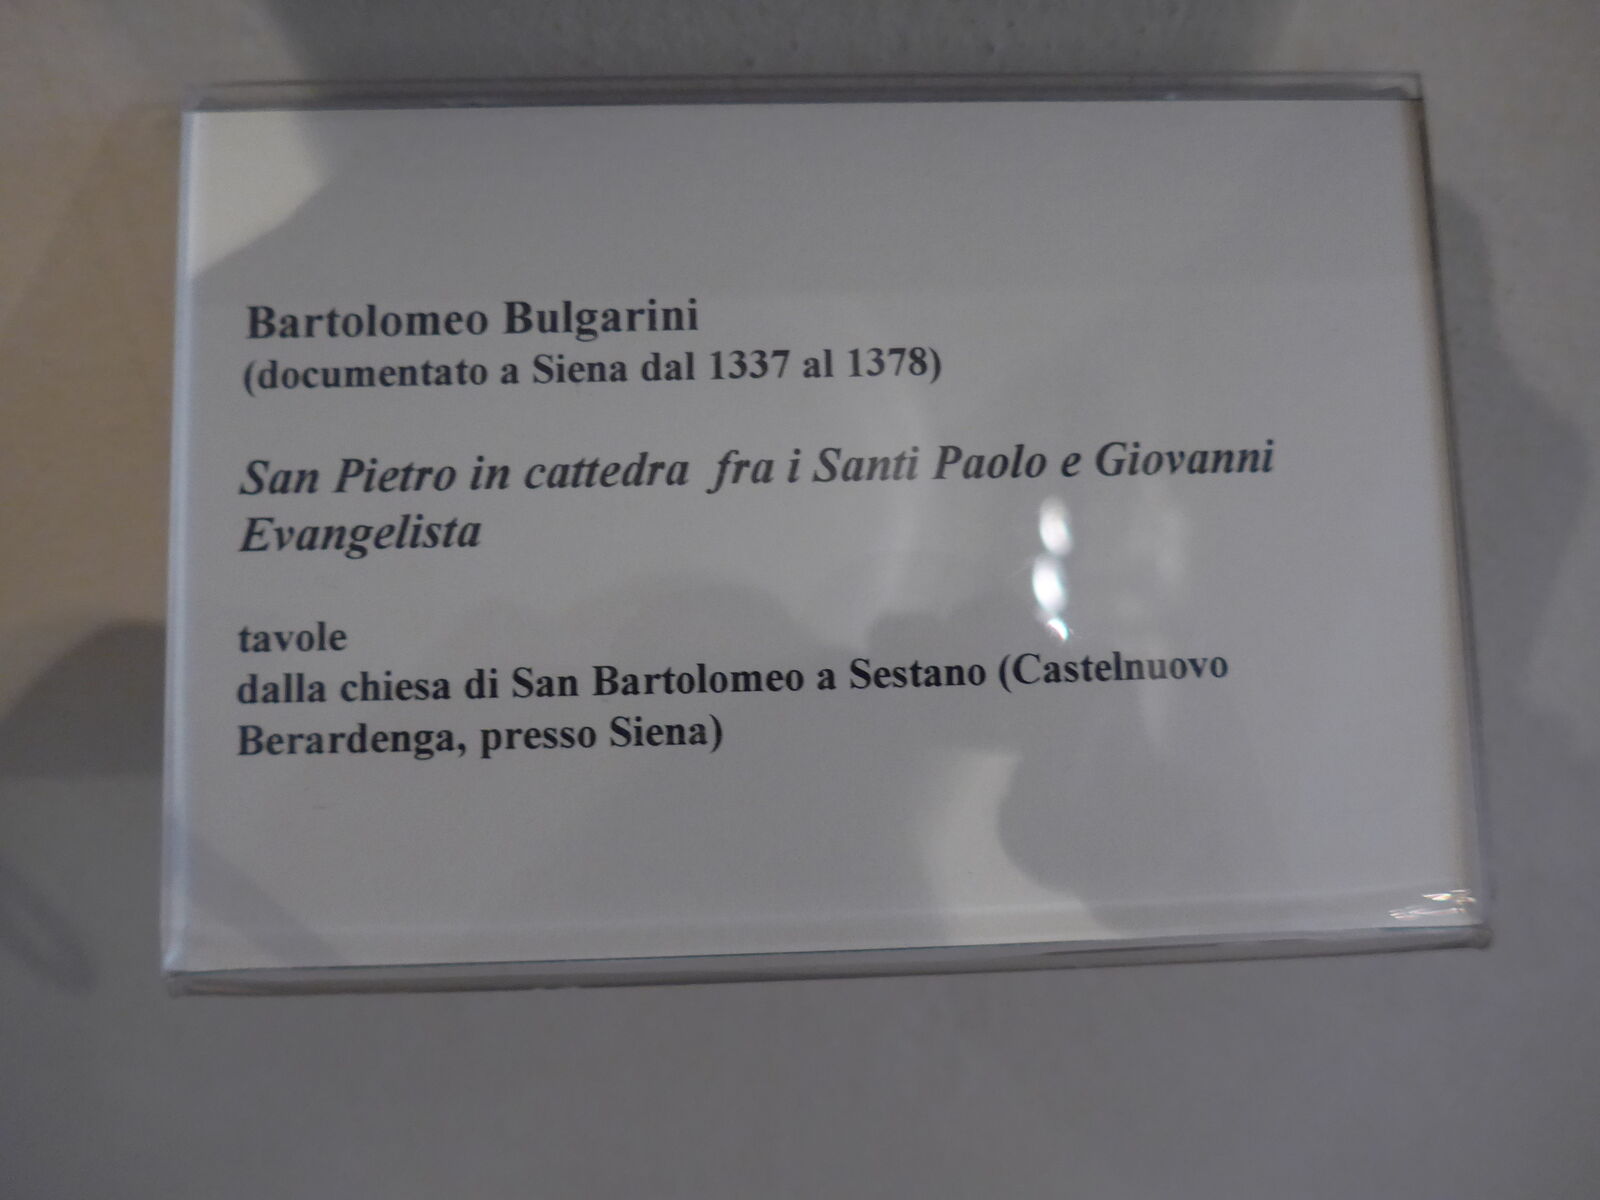 Bartolomeo Bulgarini
(documentato a Siena dal 1337 al 1378)
San Pietro in cattedra fra i Santi Paolo e Giovanni
Evangelista
tavole
dalla chiesa di San Bartolomeo a Sestano (Castelnuovo
Berardenga, presso Siena)